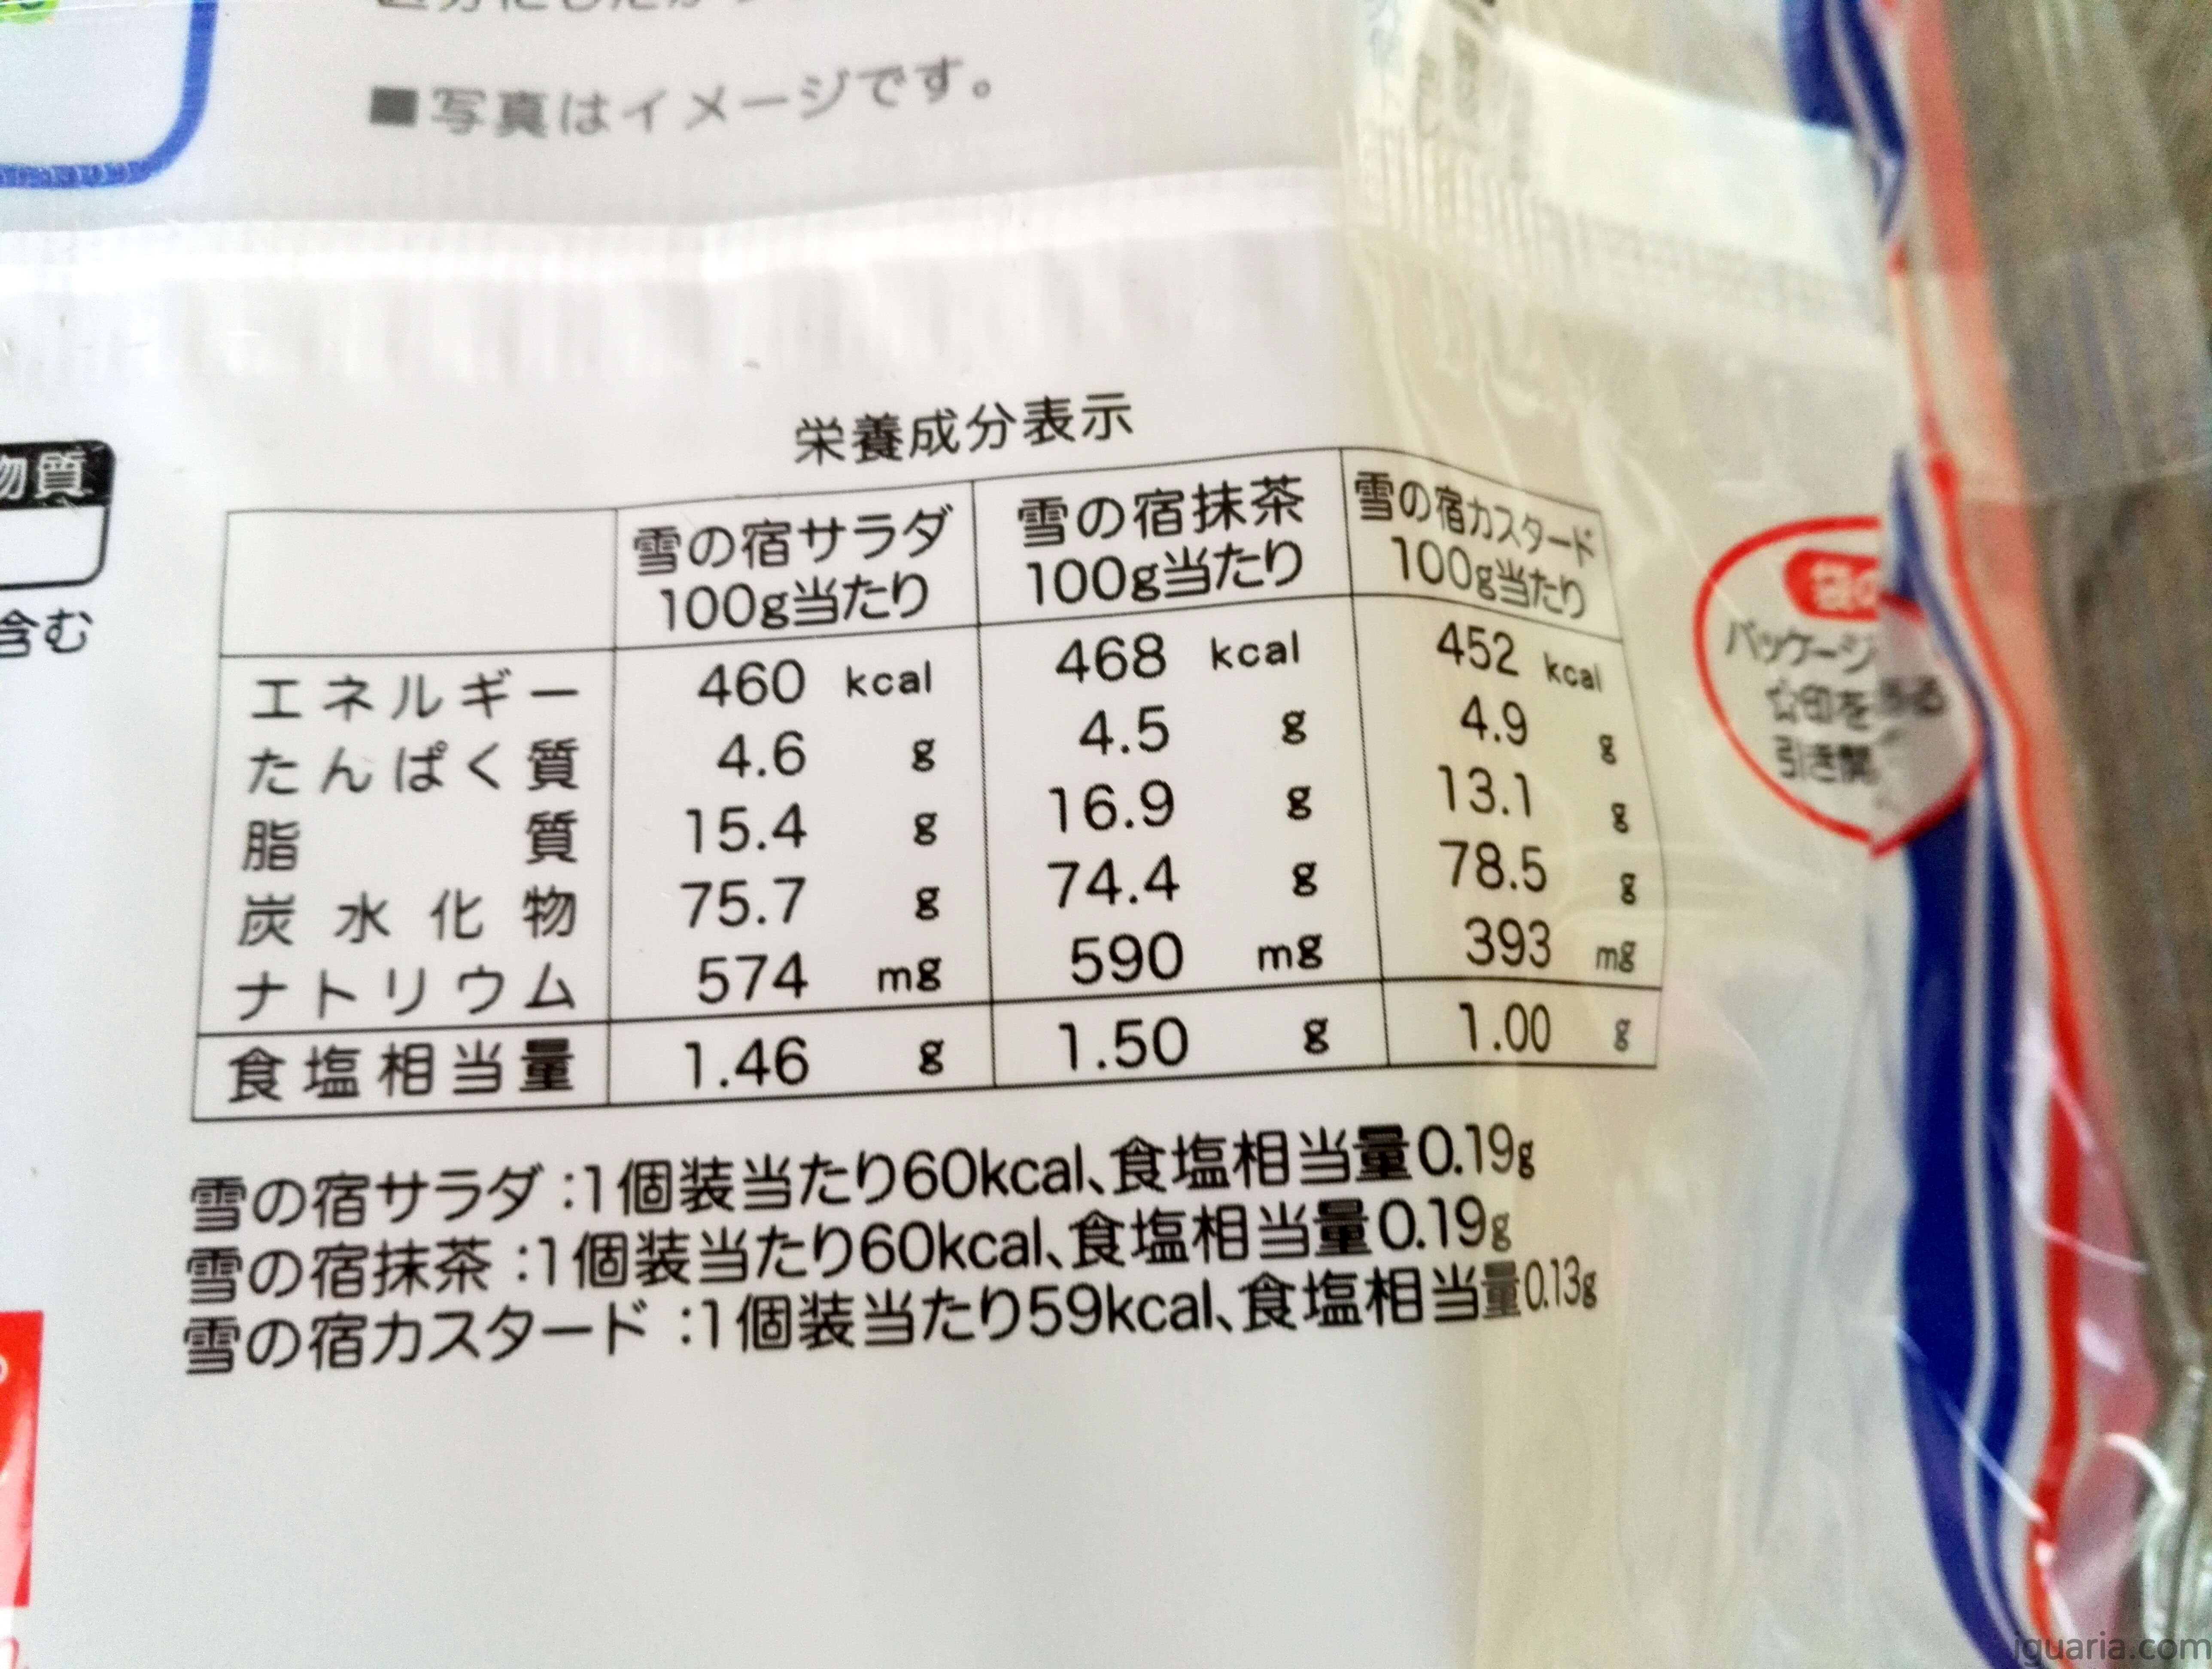 ■写真はイメージです。
物質
含む
栄養成分表示
雪の宿サラダ 雪の宿抹茶 雪の宿カスタード
100g当たり 100g当たり 100g当たり
エネルギー 460 kcal 468 kcal 452 kcal
たんぱく質 4.6 g 4.5 g 4.9 g
脂質 15.4 g 16.9 g 13.1 g
炭水化物 75.7 g 74.4 g 78.5 g
ナトリウム 574 mg 590 mg 393 mg
食塩相当量 1.46 g 1.50 g 1.00 g
雪の宿サラダ:1個装当たり60kcal、食塩相当量0.19g
雪の宿抹茶:1個装当たり60kcal、食塩相当量0.19g
雪の宿カスタード:1個装当たり59kcal、食塩相当量0.13g
パッケージ
☆印を
引き開
iguaria.com